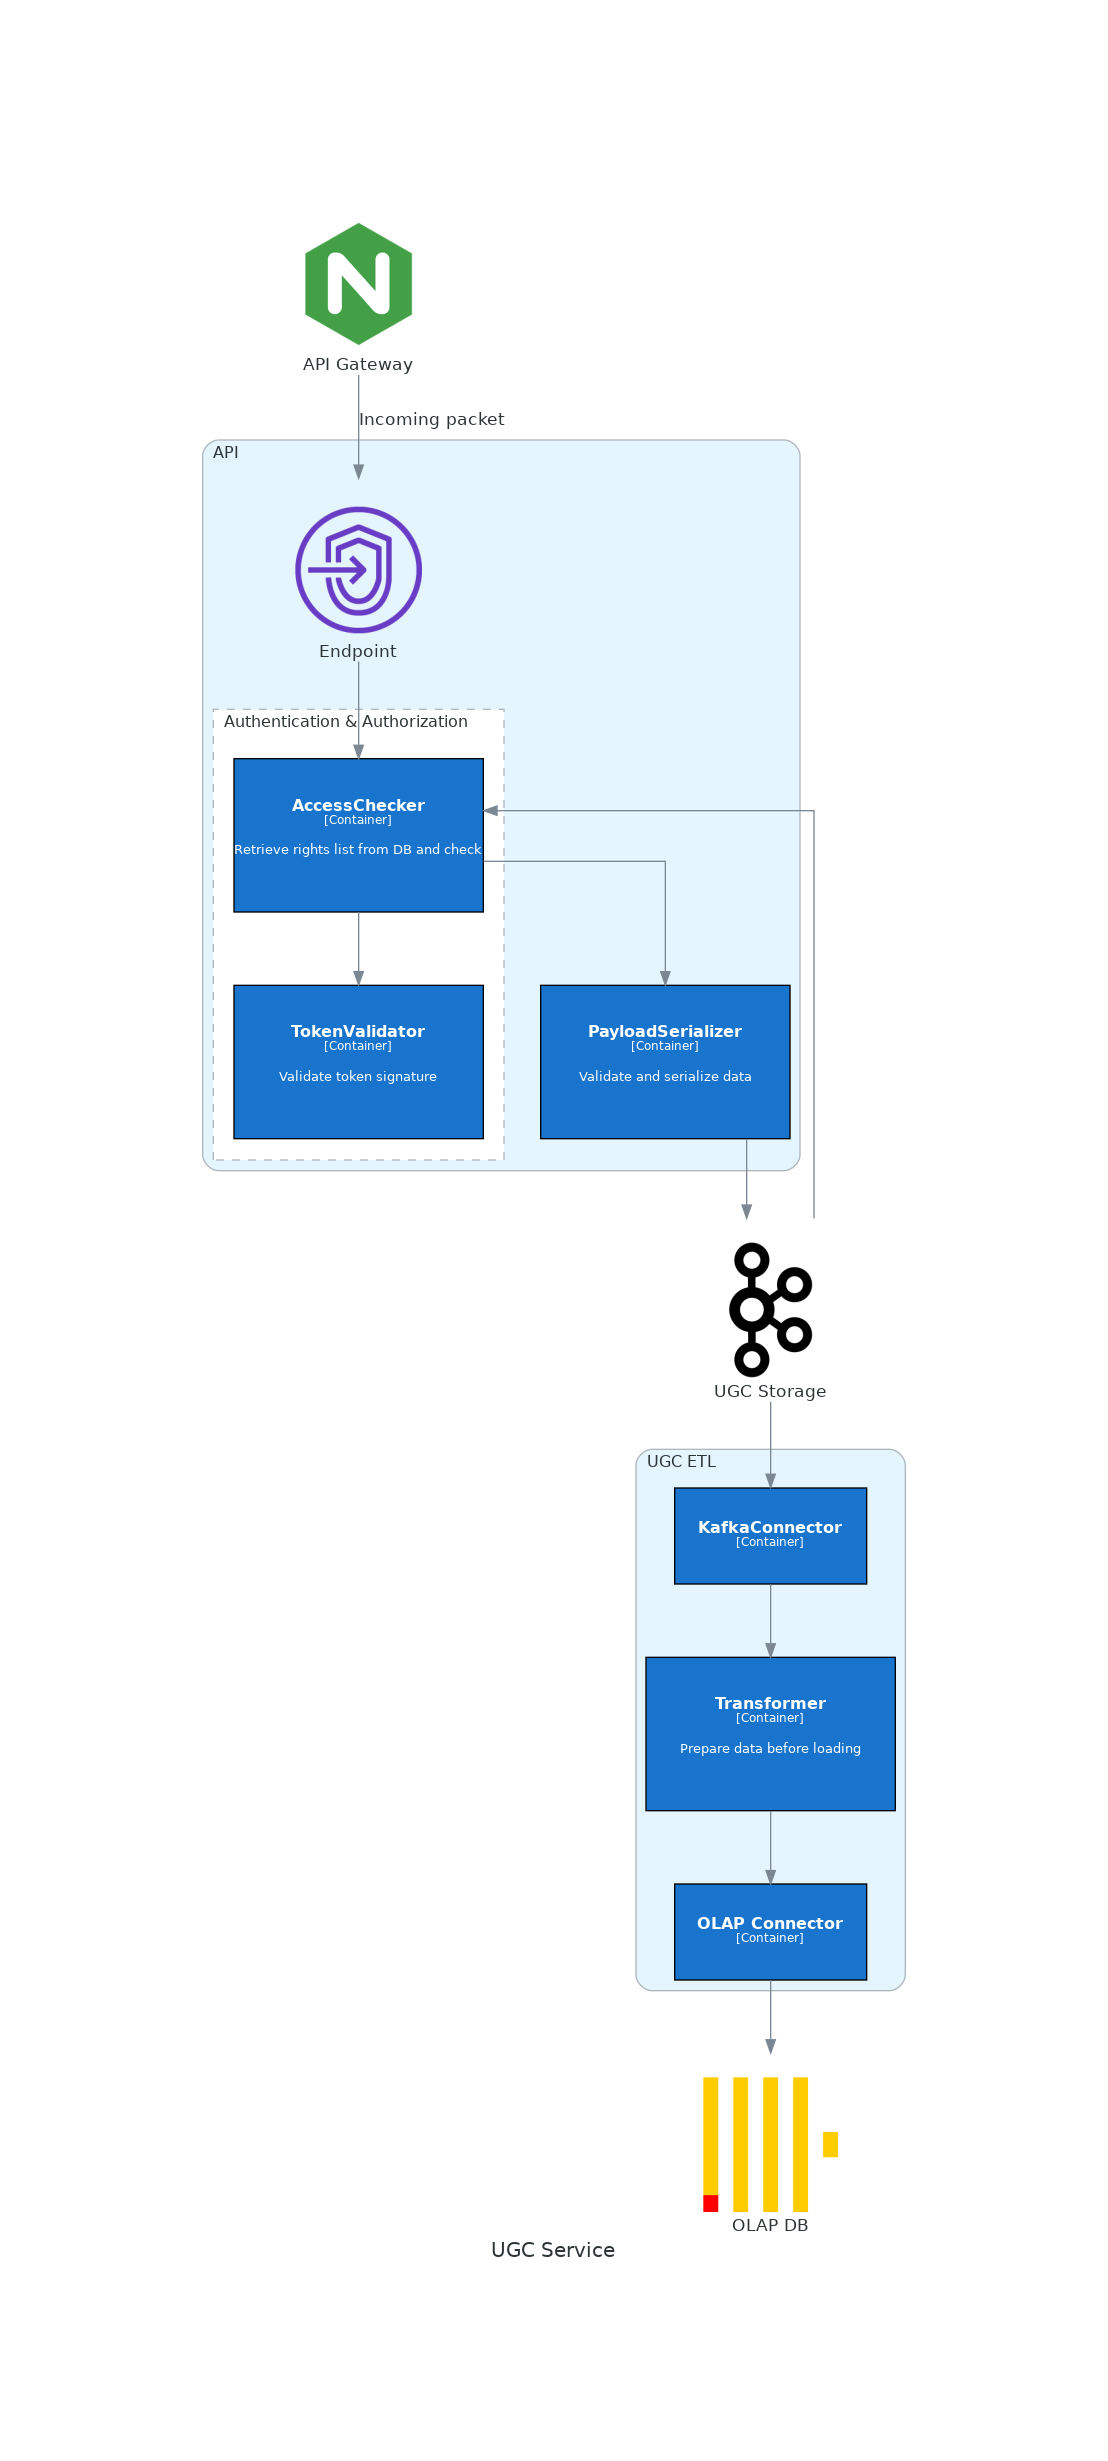 N
API Gateway
Incoming packet
API
Endpoint
Authentication & Authorization
AccessChecker
[Container]
Retrieve rights list from DB and check
TokenValidator
[Container]
Validate token signature
PayloadSerializer
[Container]
Validate and serialize data
UGC Storage
UGC ETL
KafkaConnector
[Container]
Transformer
[Container]
Prepare data before loading
OLAP Connector
[Container]
OLAP DB
UGC Service